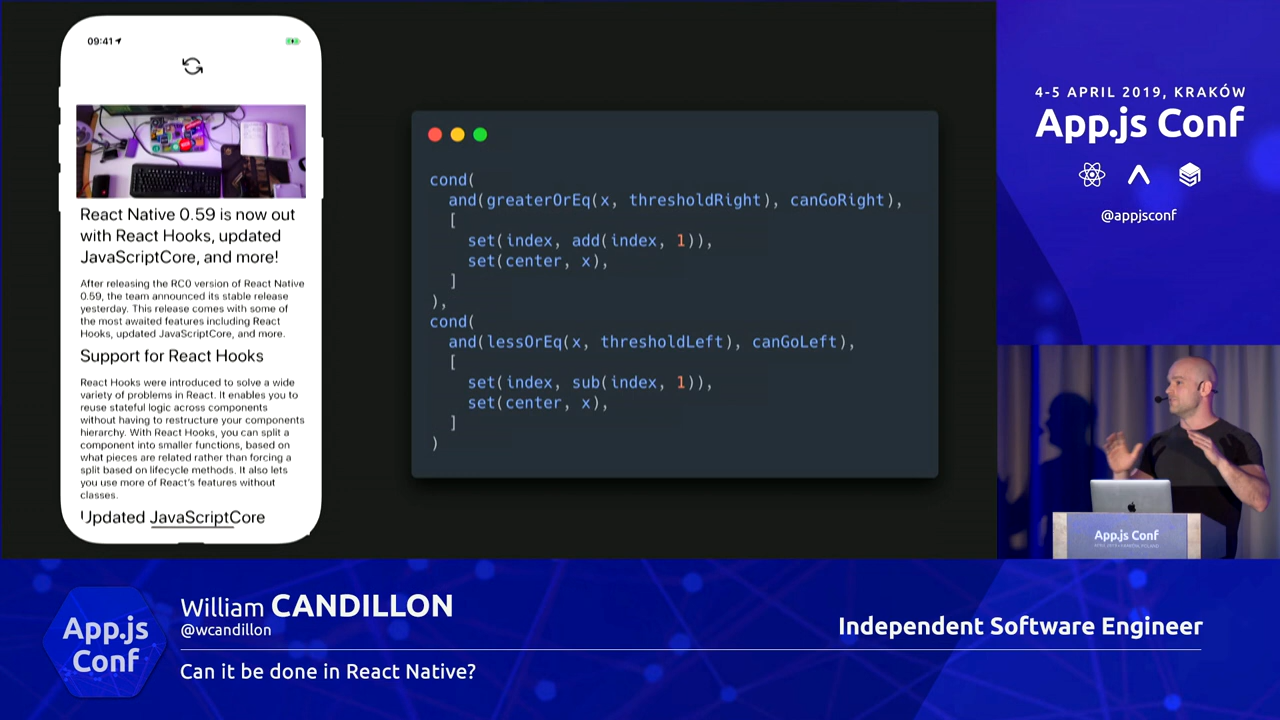 09:41
React Native 0.59 is now out
with React Hooks, updated
JavaScriptCore, and more!
After releasing the RC0 version of React Native
0.59, the team announced its stable release
yesterday. This release comes with some of
the most awaited features including React
Hooks, updated JavaScriptCore, and more.
Support for React Hooks
React Hooks were introduced to solve a wide
variety of problems in React. It enables you to
reuse stateful logic across components
without having to restructure your components
hierarchy. With React Hooks, you can split a
component into smaller functions, based on
what pieces are related rather than forcing a
split based on lifecycle methods. It also lets
you use more of React's features without
classes.
Updated JavaScriptCore
cond(
  and(greaterOrEq(x, thresholdRight), canGoRight),
  [
    set(index, add(index, 1)),
    set(center, x),
  ]
),
cond(
  and(lessOrEq(x, thresholdLeft), canGoLeft),
  [
    set(index, sub(index, 1)),
    set(center, x),
  ]
)
4-5 APRIL 2019, KRAKÓW
App.js Conf
@appjsconf
App.js Conf
App.js
Conf
William CANDILLON
@wcandillon
Independent Software Engineer
Can it be done in React Native?